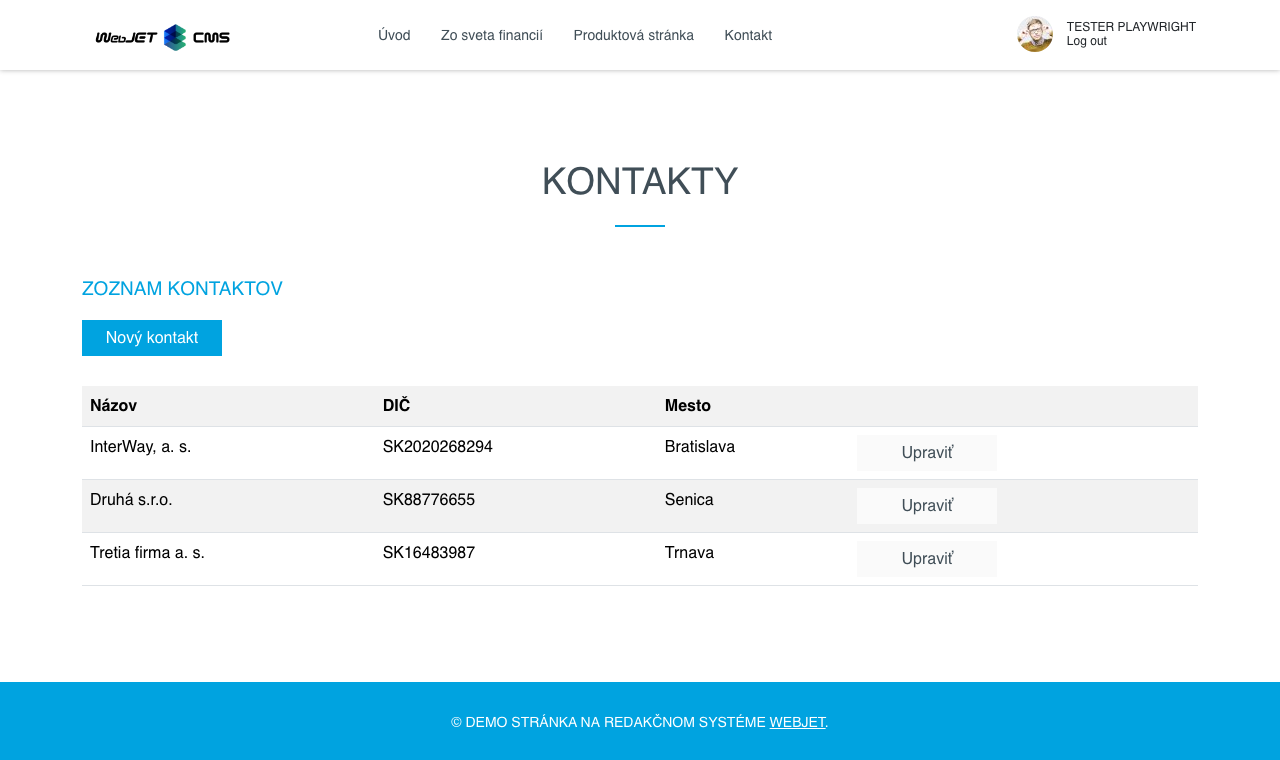 WebJET CMS
Úvod Zo sveta financií Produktová stránka Kontakt
TESTER PLAYWRIGHT
Log out
KONTAKTY
ZOZNAM KONTAKTOV
Nový kontakt
Názov DIČ Mesto
InterWay, a. s. SK2020268294 Bratislava Upraviť
Druhá s.r.o. SK88776655 Senica Upraviť
Tretia firma a. s. SK16483987 Trnava Upraviť
© DEMO STRÁNKA NA REDAKČNOM SYSTÉME WEBJET.